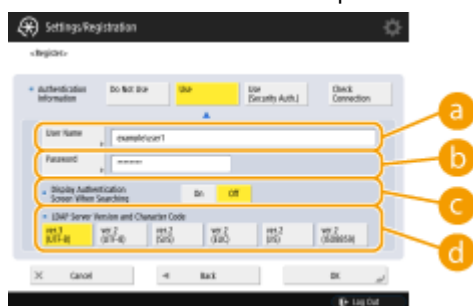 Settings/Registration
<Register>
Authentication Information
Do Not Use
Use
Use (Security Auth.)
Check Connection
User Name
example\user1
a
Password
********
b
Display Authentication Screen When Searching
On
Off
c
LDAP Server Version and Character Code
ver.3 (UTF-8)
ver.2 (UTF-8)
ver.2 (SJIS)
ver.2 (EUC)
ver.2 (JIS)
ver.2 (ISO8859)
d
Cancel
Back
OK
Log Out